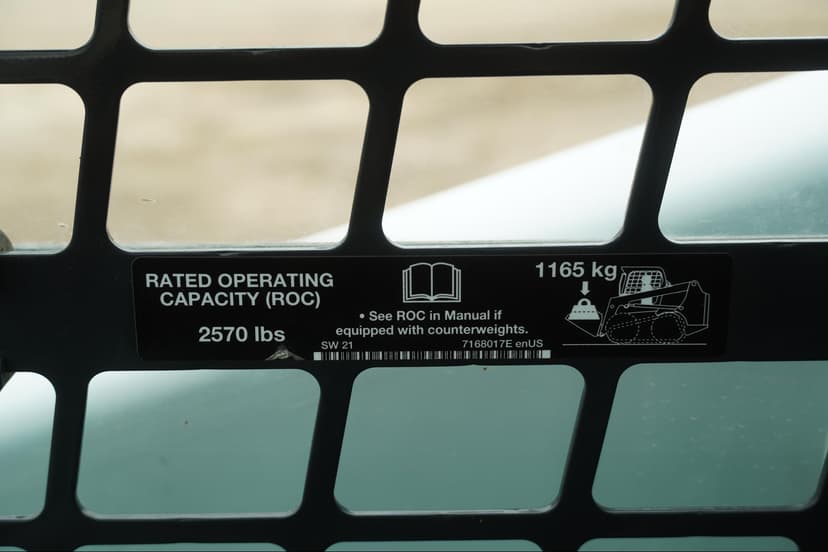 RATED OPERATING
CAPACITY (ROC)
2570 lbs
• See ROC in Manual if
equipped with counterweights.
SW 21
7168017E enUS
1165 kg